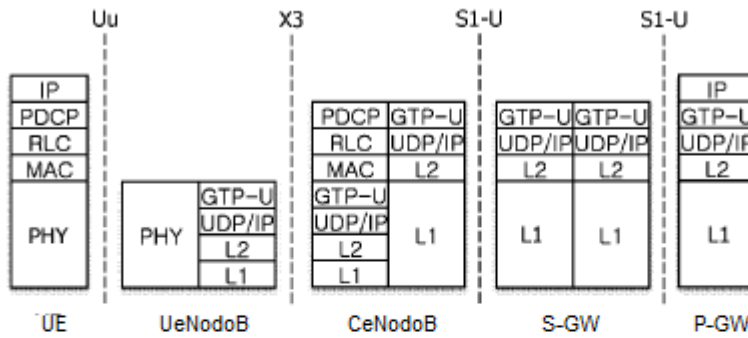 Uu X3 S1-U S1-U
IP IP
PDCP PDCP GTP-U GTP-U GTP-U GTP-U
RLC RLC UDP/IP UDP/IP UDP/IP UDP/IP
MAC MAC L2 L2 L2 L2
PHY PHY GTP-U GTP-U L1 L1 L1 L1
UDP/IP UDP/IP
L2 L2
L1 L1
UE UeNodoB CeNodoB S-GW P-GW